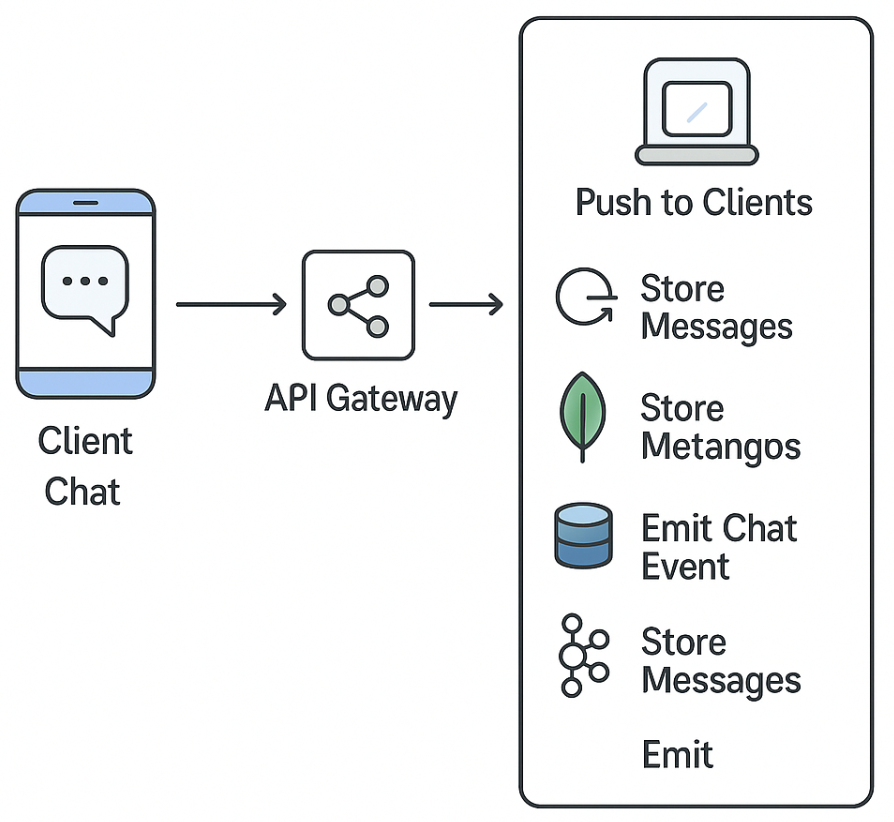 Client
Chat
API Gateway
Push to Clients
Store
Messages
Store
Metangos
Emit Chat
Event
Store
Messages
Emit